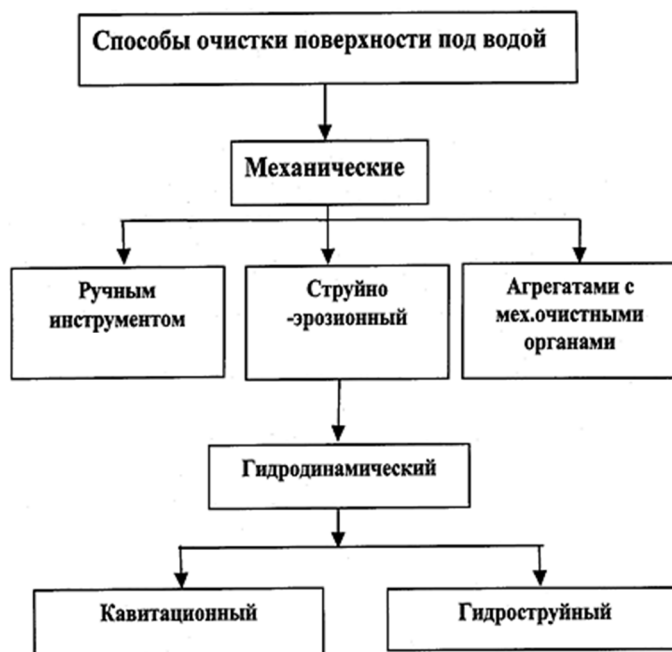 Способы очистки поверхности под водой
Механические
Ручным
инструментом
Струйно
-эрозионный
Агрегатами с
мех.очистными
органами
Гидродинамический
Кавитационный
Гидроструйный